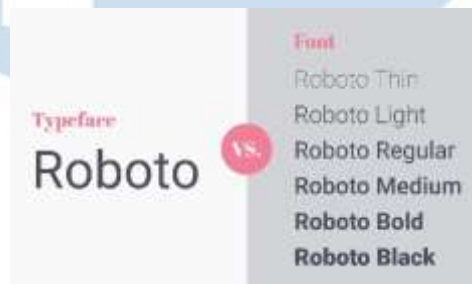 Typeface
Roboto
VS.
Font
Roboto Thin
Roboto Light
Roboto Regular
Roboto Medium
Roboto Bold
Roboto Black